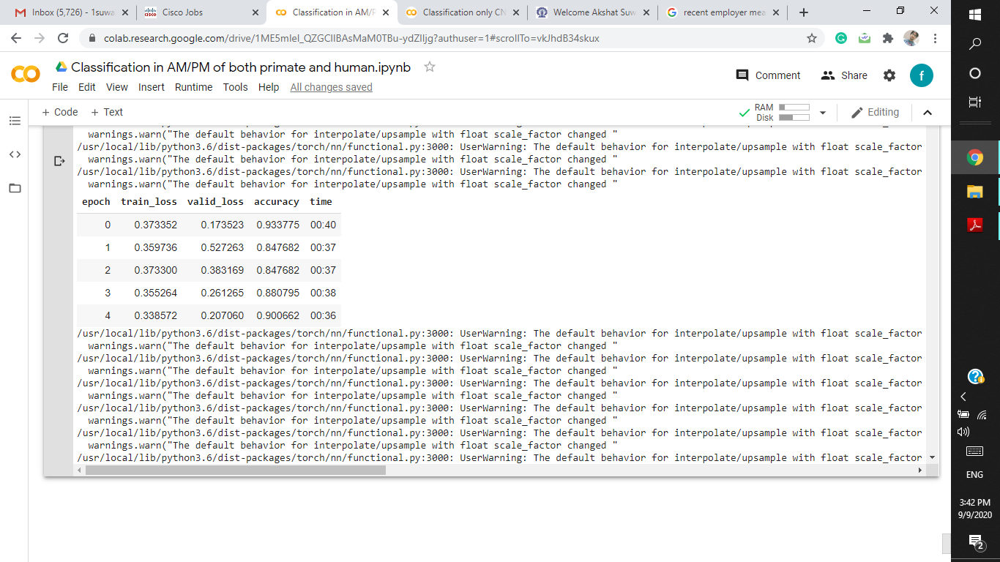 Inbox (5,726) - 1suwa
Cisco Jobs
Classification in AM/P
Classification only CN
Welcome Akshat Suw
recent employer mea
colab.research.google.com/drive/
?authuser=1#scrollTo=vkJhdB34skux
Classification in AM/PM of both primate and human.ipynb
Comment
Share
File Edit View Insert Runtime Tools Help All changes saved
+ Code + Text
RAM
Disk
Editing
warnings.warn("The default behavior for interpolate/upsample with float scale_factor changed "
/usr/local/lib/python3.6/dist-packages/torch/nn/functional.py:3000: UserWarning: The default behavior for interpolate/upsample with float scale_factor
warnings.warn("The default behavior for interpolate/upsample with float scale_factor changed "
/usr/local/lib/python3.6/dist-packages/torch/nn/functional.py:3000: UserWarning: The default behavior for interpolate/upsample with float scale_factor
warnings.warn("The default behavior for interpolate/upsample with float scale_factor changed "
epoch train_loss valid_loss accuracy time
0 0.373352 0.173523 0.933775 00:40
1 0.359736 0.527263 0.847682 00:37
2 0.373300 0.383169 0.847682 00:37
3 0.355264 0.261265 0.880795 00:38
4 0.338572 0.207060 0.900662 00:36
/usr/local/lib/python3.6/dist-packages/torch/nn/functional.py:3000: UserWarning: The default behavior for interpolate/upsample with float scale_factor
warnings.warn("The default behavior for interpolate/upsample with float scale_factor changed "
/usr/local/lib/python3.6/dist-packages/torch/nn/functional.py:3000: UserWarning: The default behavior for interpolate/upsample with float scale_factor
warnings.warn("The default behavior for interpolate/upsample with float scale_factor changed "
/usr/local/lib/python3.6/dist-packages/torch/nn/functional.py:3000: UserWarning: The default behavior for interpolate/upsample with float scale_factor
warnings.warn("The default behavior for interpolate/upsample with float scale_factor changed "
/usr/local/lib/python3.6/dist-packages/torch/nn/functional.py:3000: UserWarning: The default behavior for interpolate/upsample with float scale_factor
warnings.warn("The default behavior for interpolate/upsample with float scale_factor changed "
/usr/local/lib/python3.6/dist-packages/torch/nn/functional.py:3000: UserWarning: The default behavior for interpolate/upsample with float scale_factor
warnings.warn("The default behavior for interpolate/upsample with float scale_factor changed "
/usr/local/lib/python3.6/dist-packages/torch/nn/functional.py:3000: UserWarning: The default behavior for interpolate/upsample with float scale_factor
ENG
3:42 PM
9/9/2020
2